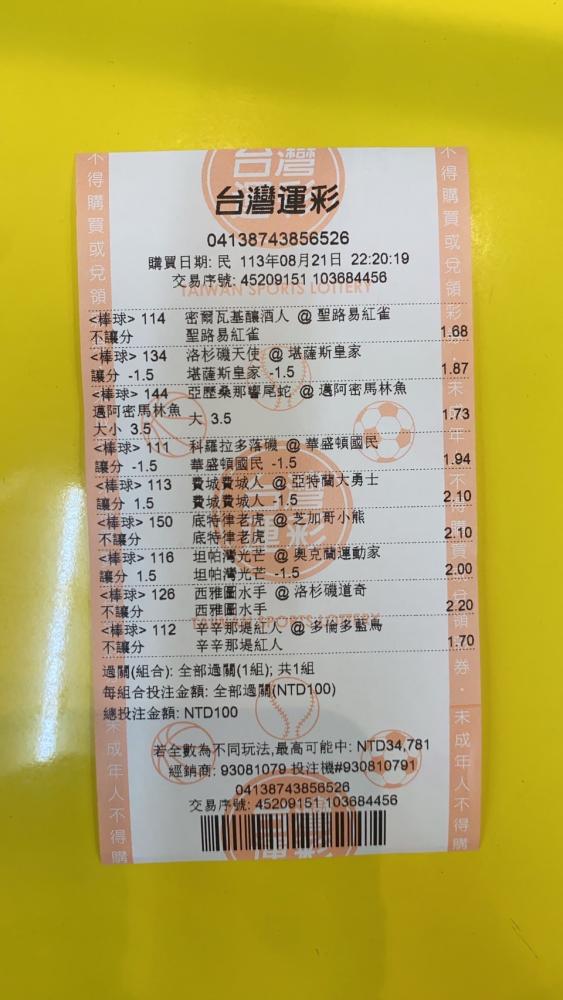 台灣
運彩
台灣運彩
04138743856526
購買日期: 民 113年08月21日 22:20:19
交易序號: 45209151 103684456
TAIWAN SPORTS LOTTERY
<棒球> 114 密爾瓦基釀酒人 @ 聖路易紅雀
不讓分 聖路易紅雀 1.68
<棒球> 134 洛杉磯天使 @ 堪薩斯皇家
讓分 -1.5 堪薩斯皇家 -1.5 1.87
<棒球> 144 亞歷桑那響尾蛇 @ 邁阿密馬林魚
邁阿密馬林魚
大小 3.5 大 3.5 1.73
<棒球> 111 科羅拉多落磯 @ 華盛頓國民
讓分 -1.5 華盛頓國民 -1.5 1.94
<棒球> 113 費城費城人 @ 亞特蘭大勇士
讓分 1.5 費城費城人 -1.5 2.10
<棒球> 150 底特律老虎 @ 芝加哥小熊
不讓分 底特律老虎 2.10
<棒球> 116 坦帕灣光芒 @ 奧克蘭運動家
讓分 1.5 坦帕灣光芒 -1.5 2.00
<棒球> 126 西雅圖水手 @ 洛杉磯道奇
不讓分 西雅圖水手 2.20
<棒球> 112 辛辛那堤紅人 @ 多倫多藍鳥
不讓分 辛辛那堤紅人 1.70
過關(組合): 全部過關(1組); 共1組
每組合投注金額: 全部過關(NTD100)
總投注金額: NTD100
若全數為不同玩法,最高可能中: NTD34,781
經銷商: 93081079 投注機#930810791
04138743856526
交易序號: 45209151 103684456
不得購買或兌領
未成年人不得購